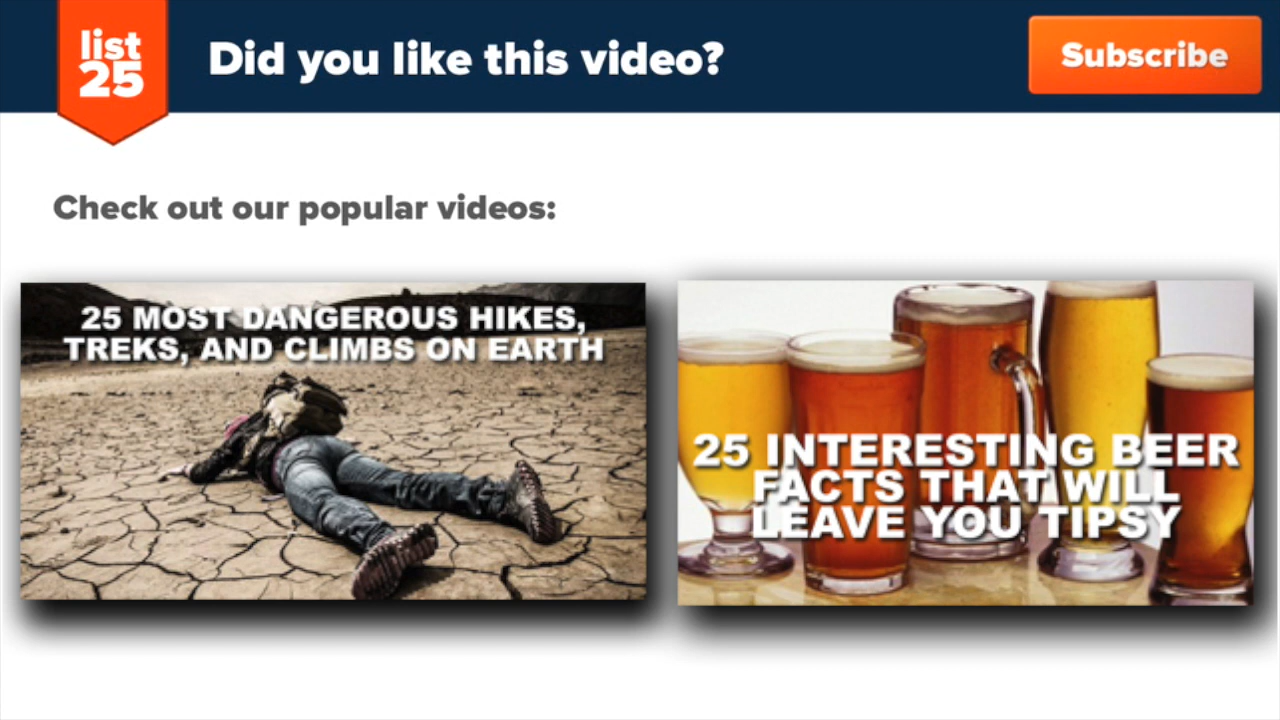 list
25
Did you like this video?
Subscribe
Check out our popular videos:
25 MOST DANGEROUS HIKES,
TREKS, AND CLIMBS ON EARTH
25 INTERESTING BEER
FACTS THAT WILL
LEAVE YOU TIPSY